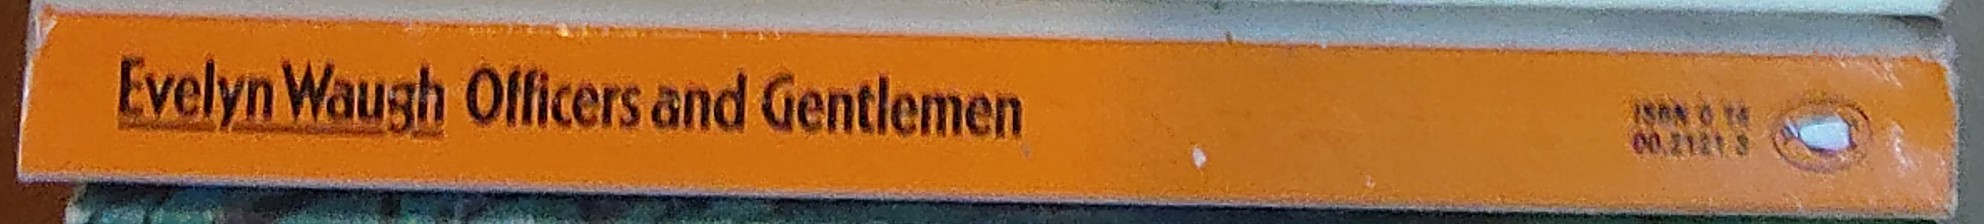 Evelyn Waugh Officers and Gentlemen
ISBN 0 14
00.2121 3